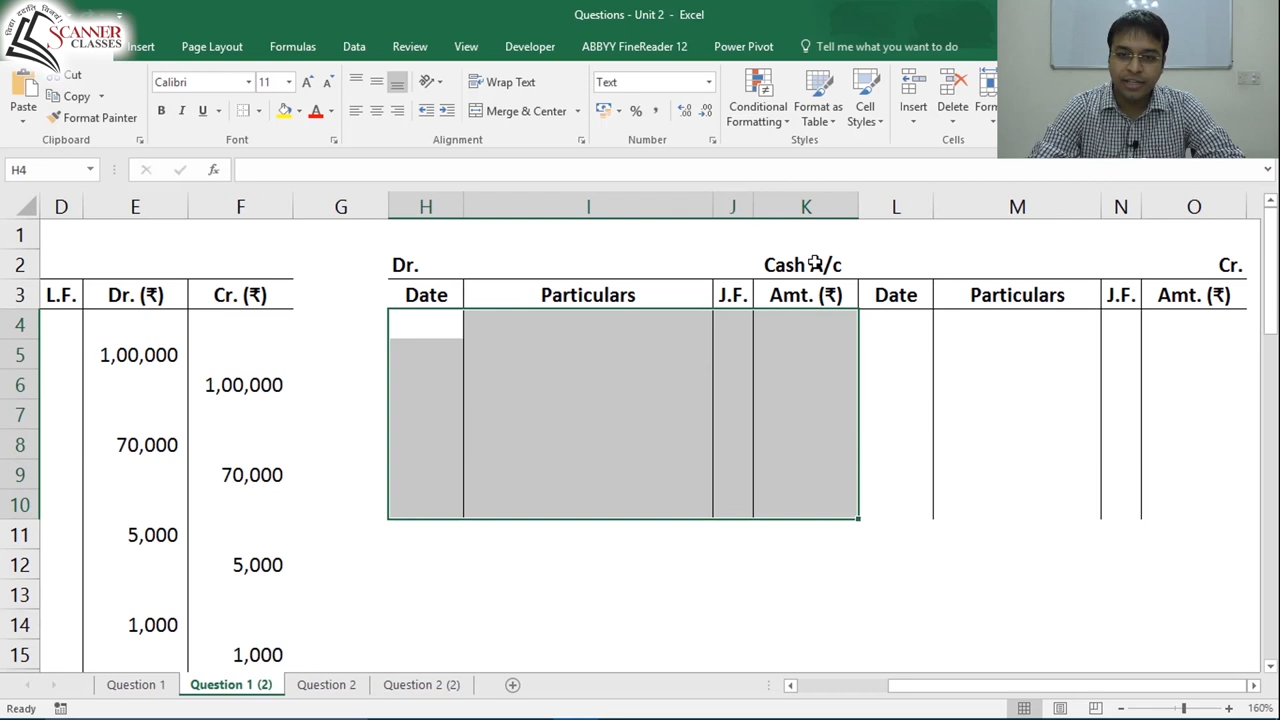 SCANNER
CLASSES
Questions - Unit 2 - Excel
Insert Page Layout Formulas Data Review View Developer ABBYY FineReader 12 Power Pivot Tell me what you want to do
Paste
Cut
Copy
Format Painter
Clipboard
Calibri 11
B I U
Font
Wrap Text
Merge & Center
Alignment
Text
Number
Conditional Formatting
Format as Table
Cell Styles
Styles
Insert Delete
Cells
H4
fx
D E F G H I J K L M N O
1
2 Dr. Cash A/c Cr.
3 L.F. Dr. (₹) Cr. (₹) Date Particulars J.F. Amt. (₹) Date Particulars J.F. Amt. (₹)
4
5 1,00,000
6 1,00,000
7
8 70,000
9 70,000
10
11 5,000
12 5,000
13
14 1,000
15 1,000
Question 1 Question 1 (2) Question 2 Question 2 (2)
Ready 160%